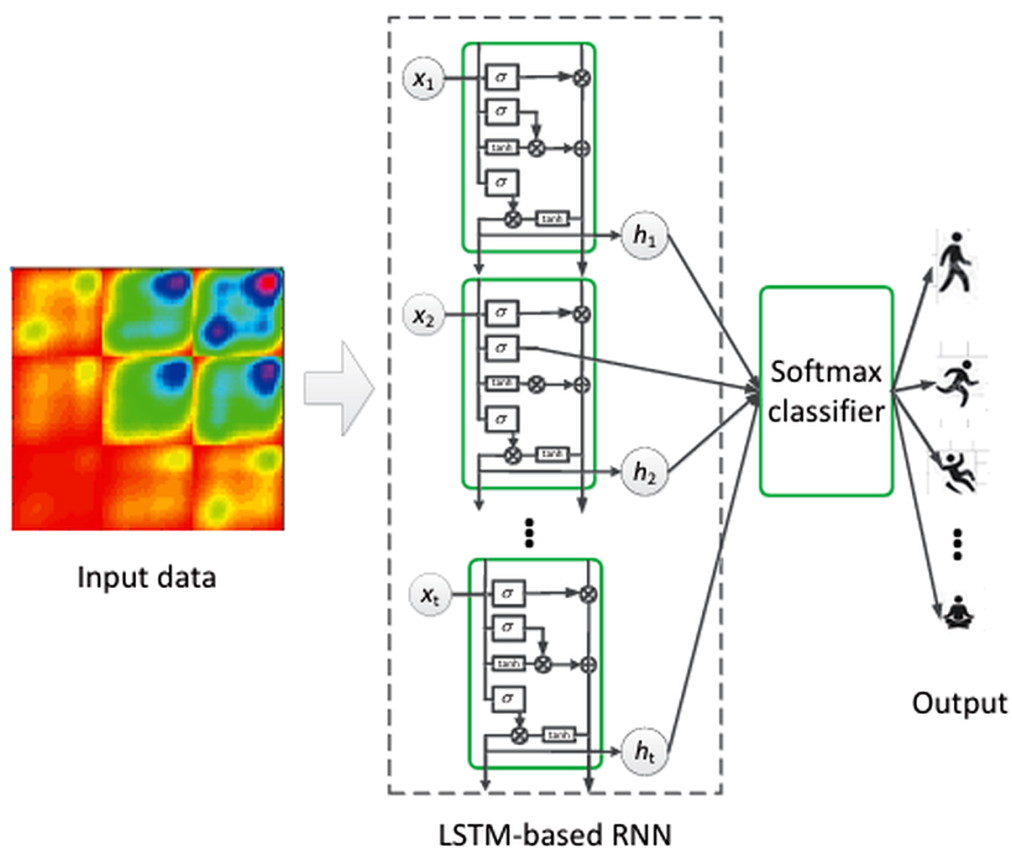 x1
σ
σ
tanh
σ
tanh
h1
x2
σ
σ
tanh
σ
tanh
h2
Softmax
classifier
Input data
xt
σ
σ
tanh
σ
tanh
ht
Output
LSTM-based RNN